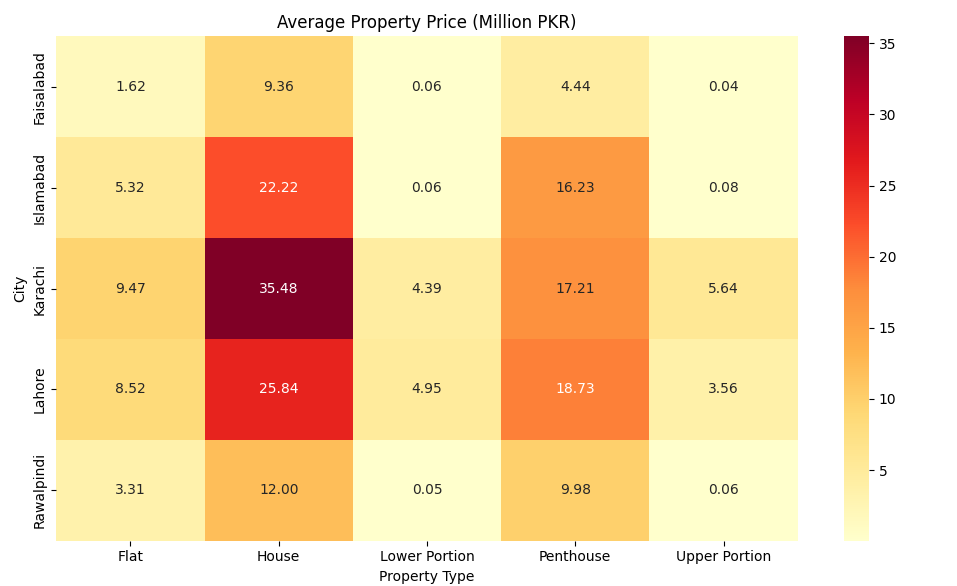 Average Property Price (Million PKR)
City
Faisalabad 1.62 9.36 0.06 4.44 0.04
Islamabad 5.32 22.22 0.06 16.23 0.08
Karachi 9.47 35.48 4.39 17.21 5.64
Lahore 8.52 25.84 4.95 18.73 3.56
Rawalpindi 3.31 12.00 0.05 9.98 0.06
Flat House Lower Portion Penthouse Upper Portion
Property Type
35
30
25
20
15
10
5